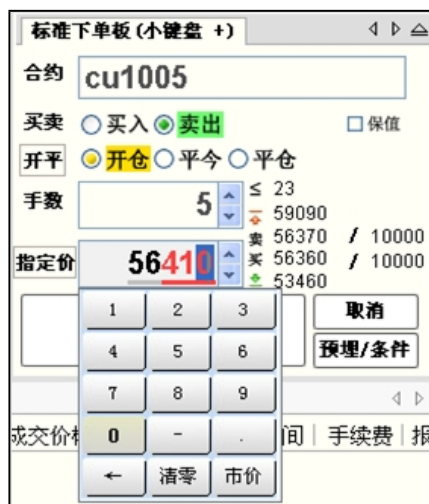 标准下单板(小键盘 +)
合约 cu1005
买卖 买入 卖出 保值
开平 开仓 平今 平仓
手数 5 ≤ 23
59090
卖 56370 / 10000
指定价 56410 买 56360 / 10000
53460
1 2 3 取消
4 5 6 预埋/条件
7 8 9
成交价格 0 - . 间 手续费 报
← 清零 市价